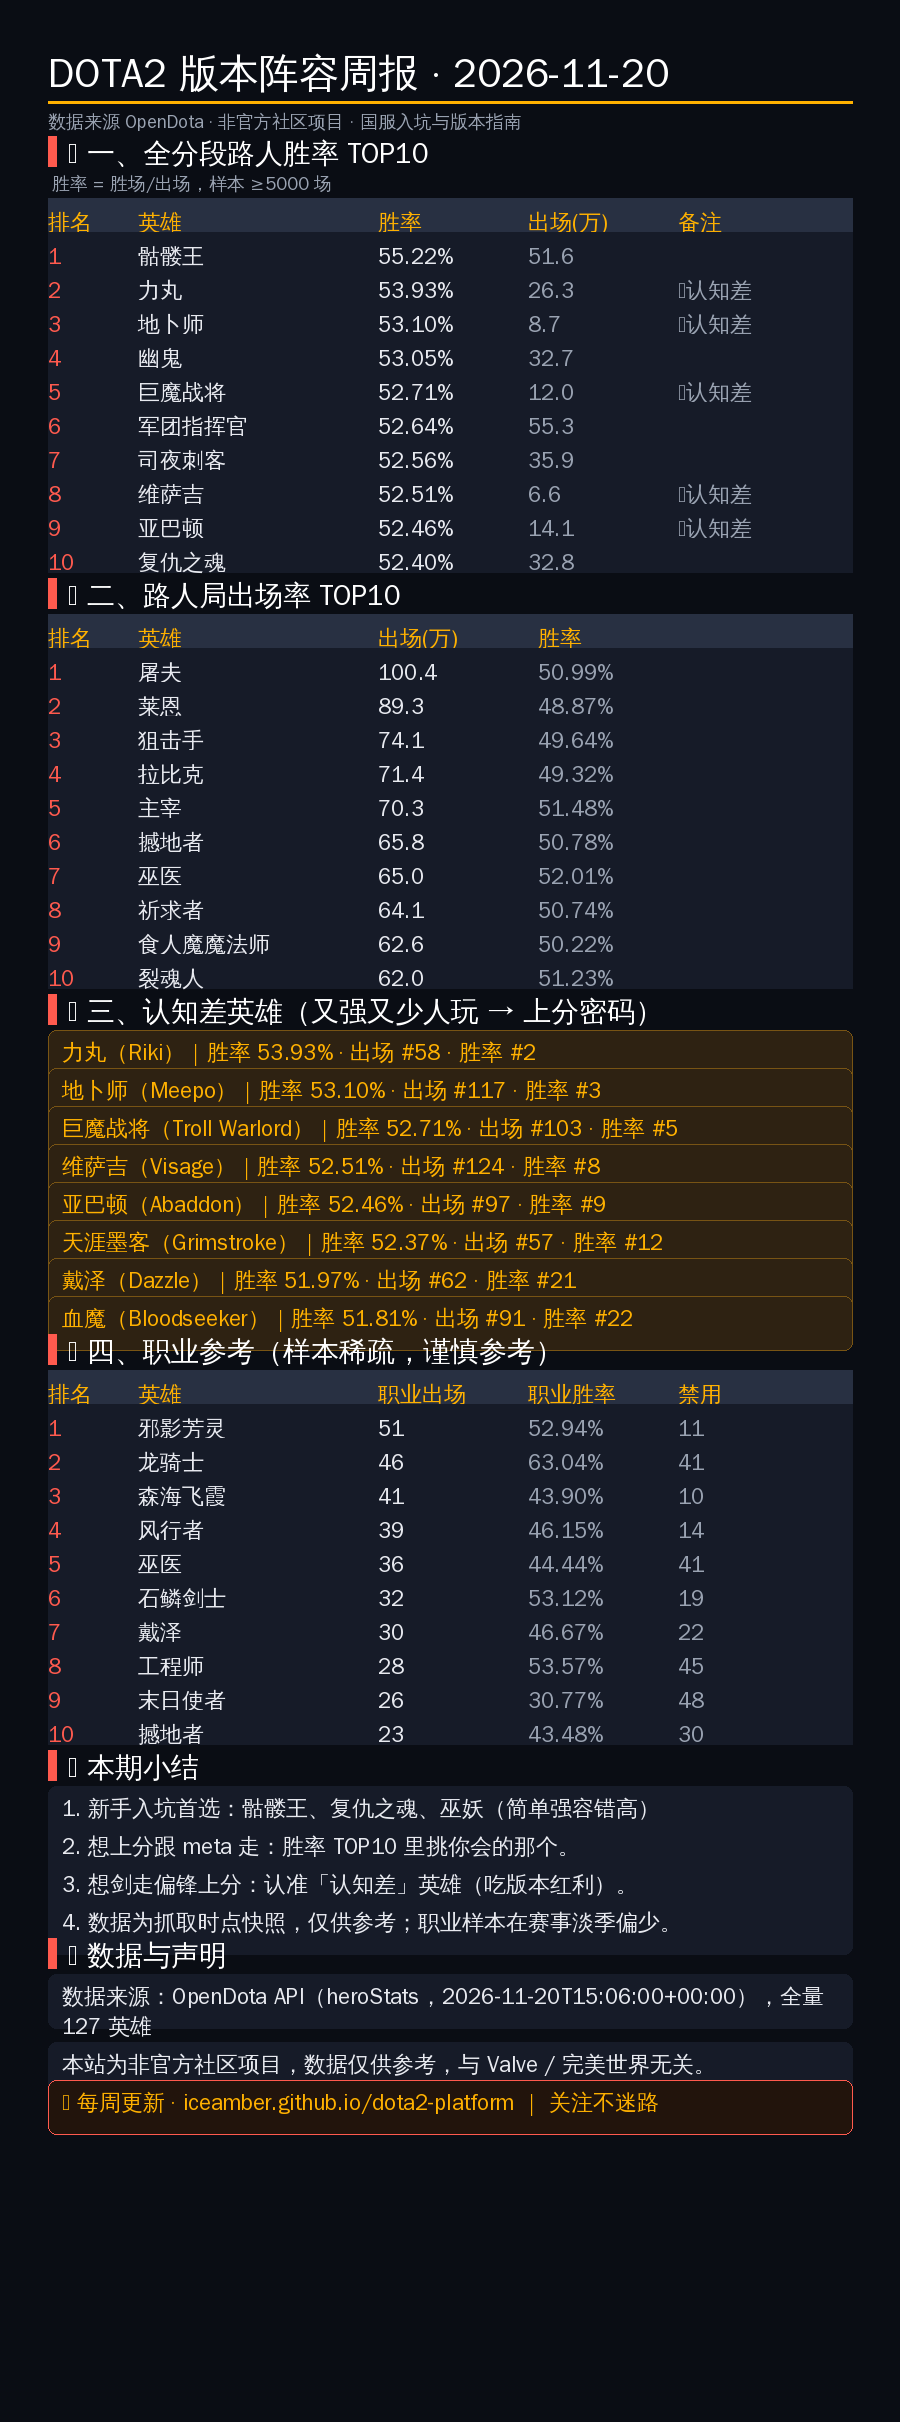 DOTA2 版本阵容周报 · 2026-11-20
数据来源 OpenDota · 非官方社区项目 · 国服入坑与版本指南
一、全分段路人胜率 TOP10
胜率 = 胜场/出场，样本 ≥5000 场
排名 英雄 胜率 出场(万) 备注
1 骷髅王 55.22% 51.6
2 力丸 53.93% 26.3 认知差
3 地卜师 53.10% 8.7 认知差
4 幽鬼 53.05% 32.7
5 巨魔战将 52.71% 12.0 认知差
6 军团指挥官 52.64% 55.3
7 司夜刺客 52.56% 35.9
8 维萨吉 52.51% 6.6 认知差
9 亚巴顿 52.46% 14.1 认知差
10 复仇之魂 52.40% 32.8
二、路人局出场率 TOP10
排名 英雄 出场(万) 胜率
1 屠夫 100.4 50.99%
2 莱恩 89.3 48.87%
3 狙击手 74.1 49.64%
4 拉比克 71.4 49.32%
5 主宰 70.3 51.48%
6 撼地者 65.8 50.78%
7 巫医 65.0 52.01%
8 祈求者 64.1 50.74%
9 食人魔魔法师 62.6 50.22%
10 裂魂人 62.0 51.23%
三、认知差英雄（又强又少人玩 → 上分密码）
力丸（Riki）｜胜率 53.93% · 出场 #58 · 胜率 #2
地卜师（Meepo）｜胜率 53.10% · 出场 #117 · 胜率 #3
巨魔战将（Troll Warlord）｜胜率 52.71% · 出场 #103 · 胜率 #5
维萨吉（Visage）｜胜率 52.51% · 出场 #124 · 胜率 #8
亚巴顿（Abaddon）｜胜率 52.46% · 出场 #97 · 胜率 #9
天涯墨客（Grimstroke）｜胜率 52.37% · 出场 #57 · 胜率 #12
戴泽（Dazzle）｜胜率 51.97% · 出场 #62 · 胜率 #21
血魔（Bloodseeker）｜胜率 51.81% · 出场 #91 · 胜率 #22
四、职业参考（样本稀疏，谨慎参考）
排名 英雄 职业出场 职业胜率 禁用
1 邪影芳灵 51 52.94% 11
2 龙骑士 46 63.04% 41
3 森海飞霞 41 43.90% 10
4 风行者 39 46.15% 14
5 巫医 36 44.44% 41
6 石鳞剑士 32 53.12% 19
7 戴泽 30 46.67% 22
8 工程师 28 53.57% 45
9 末日使者 26 30.77% 48
10 撼地者 23 43.48% 30
本期小结
1. 新手入坑首选：骷髅王、复仇之魂、巫妖（简单强容错高）
2. 想上分跟 meta 走：胜率 TOP10 里挑你会的那个。
3. 想剑走偏锋上分：认准「认知差」英雄（吃版本红利）。
4. 数据为抓取时点快照，仅供参考；职业样本在赛事淡季偏少。
数据与声明
数据来源：OpenDota API（heroStats，2026-11-20T15:06:00+00:00），全量
127 英雄
本站为非官方社区项目，数据仅供参考，与 Valve / 完美世界无关。
每周更新 · iceamber.github.io/dota2-platform ｜ 关注不迷路